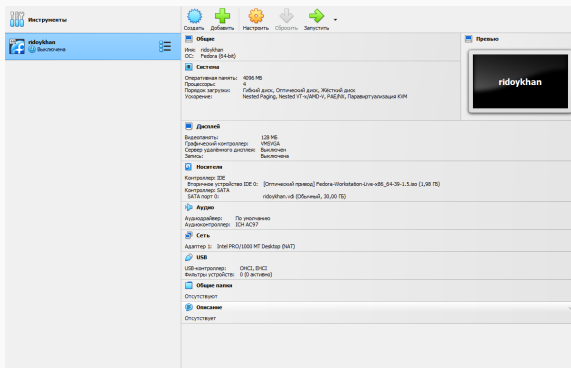 Инструменты
Создать Добавить Настроить Сбросить Запустить
ridoykhan
Выключена
Общие
Имя: ridoykhan
ОС: Fedora (64-bit)
Превью
ridoykhan
Система
Оперативная память: 4096 МБ
Процессоры: 4
Порядок загрузки: Гибкий диск, Оптический диск, Жёсткий диск
Ускорение: Nested Paging, Nested VT-x/AMD-V, PAE/NX, Паравиртуализация KVM
Дисплей
Видеопамять: 128 МБ
Графический контроллер: VMSVGA
Сервер удалённого дисплея: Выключен
Запись: Выключена
Носители
Контроллер: IDE
Вторичное устройство IDE 0: [Оптический привод] Fedora-Workstation-Live-x86_64-39-1.5.iso (1,98 ГБ)
Контроллер: SATA
SATA порт 0: ridoykhan.vdi (Обычный, 30,00 ГБ)
Аудио
Аудиодрайвер: По умолчанию
Аудиоконтроллер: ICH AC97
Сеть
Адаптер 1: Intel PRO/1000 MT Desktop (NAT)
USB
USB-контроллер: OHCI, EHCI
Фильтры устройств: 0 (0 активно)
Общие папки
Отсутствуют
Описание
Отсутствует